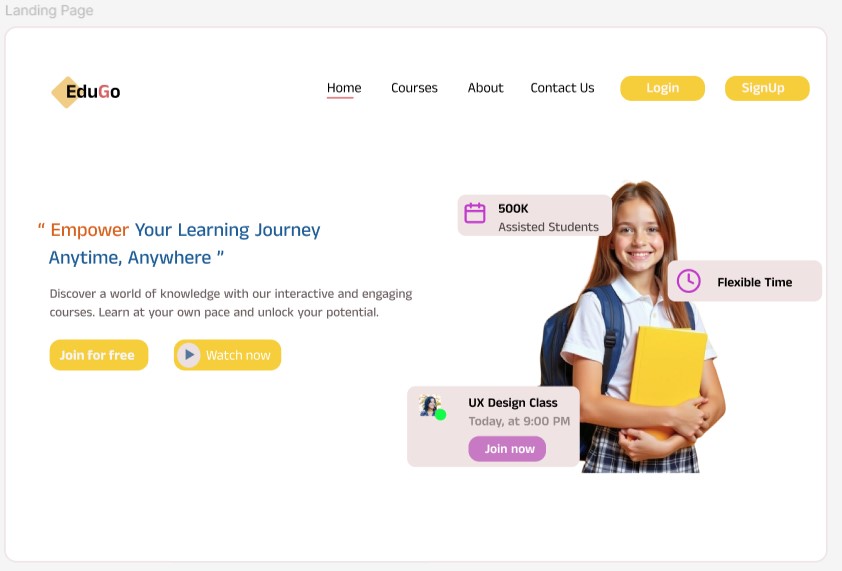 Landing Page
EduGo
Home
Courses
About
Contact Us
Login
SignUp
500K
Assisted Students
“ Empower Your Learning Journey
Anytime, Anywhere ”
Flexible Time
Discover a world of knowledge with our interactive and engaging
courses. Learn at your own pace and unlock your potential.
Join for free
Watch now
UX Design Class
Today, at 9:00 PM
Join now